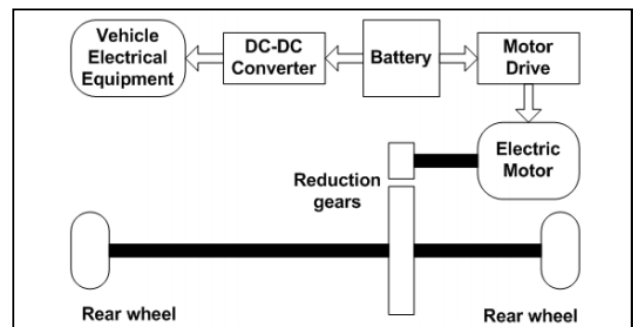 Vehicle
Electrical
Equipment
DC-DC
Converter
Battery
Motor
Drive
Electric
Motor
Reduction
gears
Rear wheel
Rear wheel